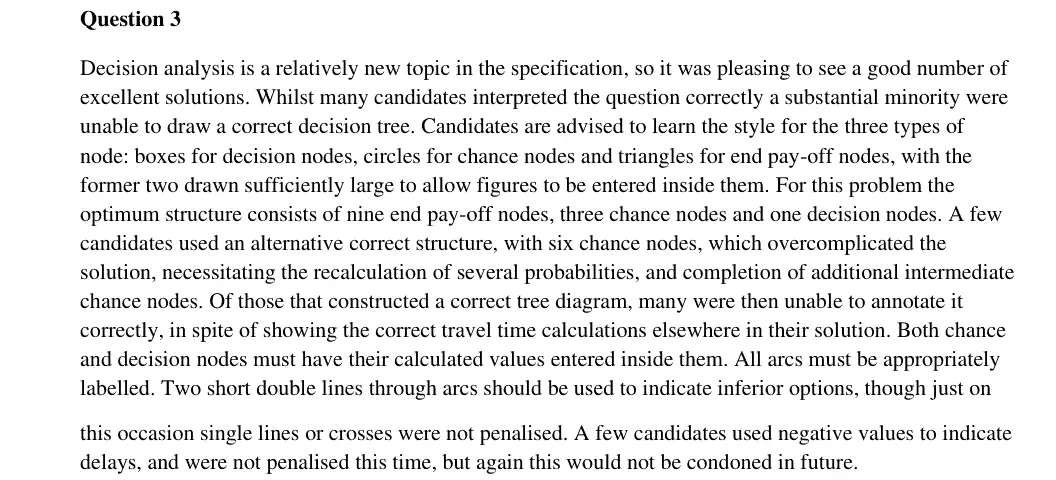 Question 3
Decision analysis is a relatively new topic in the specification, so it was pleasing to see a good number of
excellent solutions. Whilst many candidates interpreted the question correctly a substantial minority were
unable to draw a correct decision tree. Candidates are advised to learn the style for the three types of
node: boxes for decision nodes, circles for chance nodes and triangles for end pay-off nodes, with the
former two drawn sufficiently large to allow figures to be entered inside them. For this problem the
optimum structure consists of nine end pay-off nodes, three chance nodes and one decision nodes. A few
candidates used an alternative correct structure, with six chance nodes, which overcomplicated the
solution, necessitating the recalculation of several probabilities, and completion of additional intermediate
chance nodes. Of those that constructed a correct tree diagram, many were then unable to annotate it
correctly, in spite of showing the correct travel time calculations elsewhere in their solution. Both chance
and decision nodes must have their calculated values entered inside them. All arcs must be appropriately
labelled. Two short double lines through arcs should be used to indicate inferior options, though just on
this occasion single lines or crosses were not penalised. A few candidates used negative values to indicate
delays, and were not penalised this time, but again this would not be condoned in future.